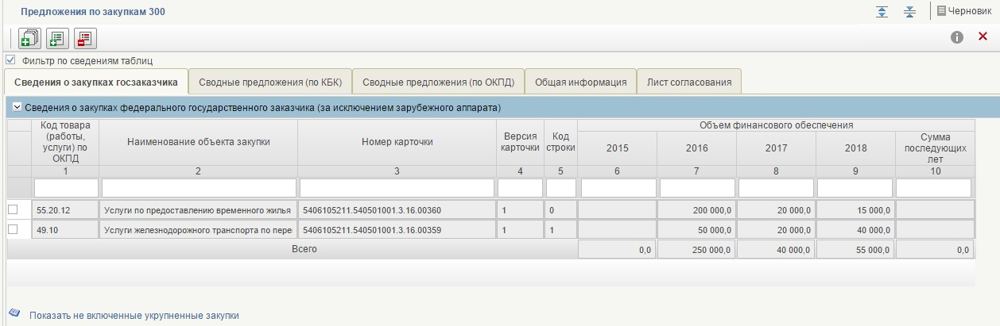 Предложения по закупкам 300
Черновик
Фильтр по сведениям таблиц
Сведения о закупках госзаказчика Сводные предложения (по КБК) Сводные предложения (по ОКПД) Общая информация Лист согласования
Сведения о закупках федерального государственного заказчика (за исключением зарубежного аппарата)
Код товара (работы, услуги) по ОКПД Наименование объекта закупки Номер карточки Версия карточки Код строки Объем финансового обеспечения
2015 2016 2017 2018 Сумма последующих лет
1 2 3 4 5 6 7 8 9 10
55.20.12 Услуги по предоставлению временного жилья 5406105211.540501001.3.16.00360 1 0 200 000,0 20 000,0 15 000,0
49.10 Услуги железнодорожного транспорта по пере 5406105211.540501001.3.16.00359 1 1 50 000,0 20 000,0 40 000,0
Всего 0,0 250 000,0 40 000,0 55 000,0 0,0
Показать не включенные укрупненные закупки